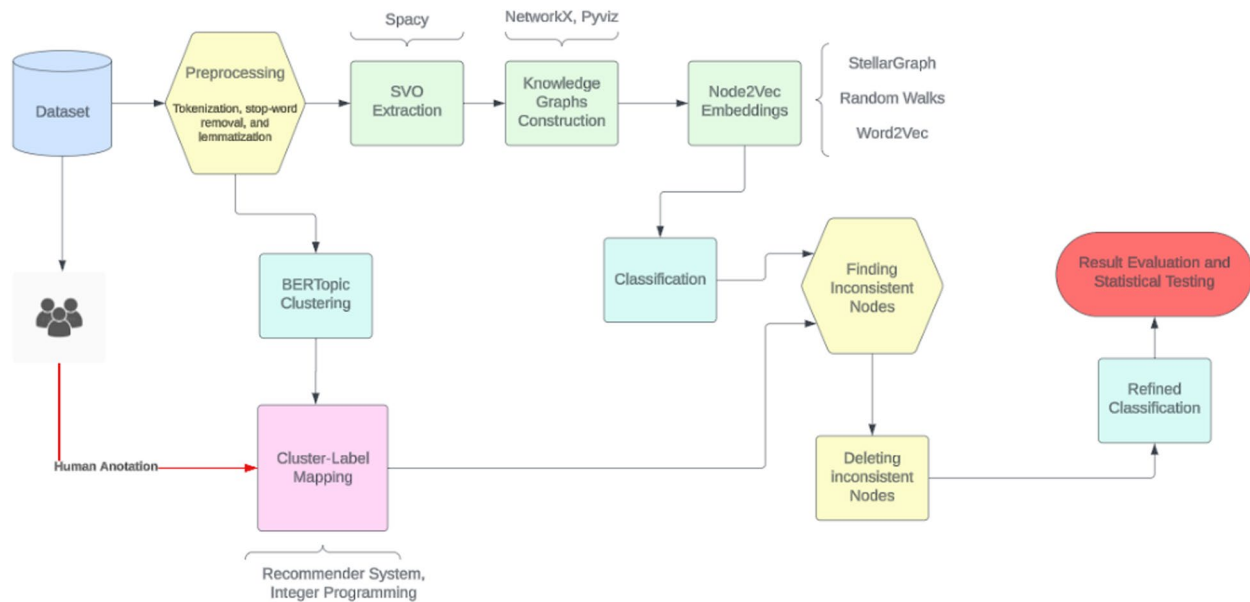 Spacy
NetworkX, Pyviz
Dataset
Preprocessing
Tokenization, stop-word
removal, and
lemmatization
SVO
Extraction
Knowledge
Graphs
Construction
Node2Vec
Embeddings
StellarGraph
Random Walks
Word2Vec
BERTopic
Clustering
Classification
Finding
Inconsistent
Nodes
Result Evaluation and
Statistical Testing
Refined
Classification
Human Anotation
Cluster-Label
Mapping
Deleting
inconsistent
Nodes
Recommender System,
Integer Programming